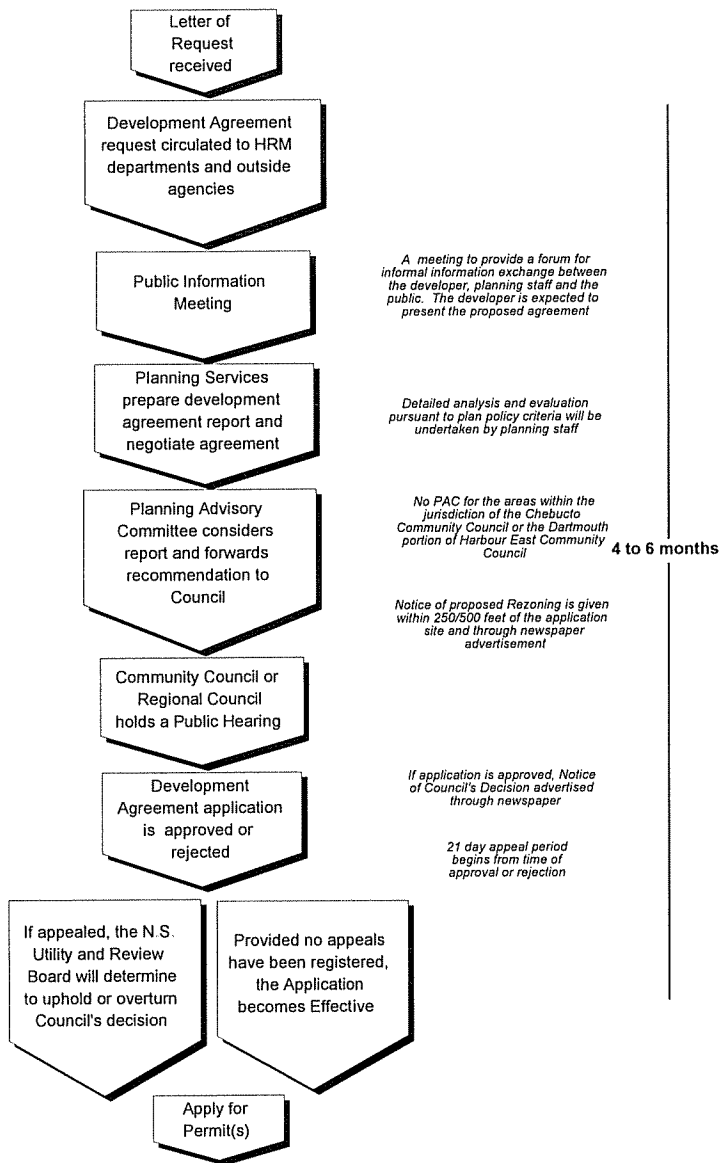 Letter of
Request
received
Development Agreement
request circulated to HRM
departments and outside
agencies
Public Information
Meeting
A meeting to provide a forum for
informal information exchange between
the developer, planning staff and the
public. The developer is expected to
present the proposed agreement
Planning Services
prepare development
agreement report and
negotiate agreement
Detailed analysis and evaluation
pursuant to plan policy criteria will be
undertaken by planning staff
Planning Advisory
Committee considers
report and forwards
recommendation to
Council
No PAC for the areas within the
jurisdiction of the Chebucto
Community Council or the Dartmouth
portion of Harbour East Community
Council
4 to 6 months
Notice of proposed Rezoning is given
within 250/500 feet of the application
site and through newspaper
advertisement
Community Council or
Regional Council
holds a Public Hearing
Development
Agreement application
is approved or
rejected
If application is approved, Notice
of Council's Decision advertised
through newspaper
21 day appeal period
begins from time of
approval or rejection
If appealed, the N.S.
Utility and Review
Board will determine
to uphold or overturn
Council's decision
Provided no appeals
have been registered,
the Application
becomes Effective
Apply for
Permit(s)